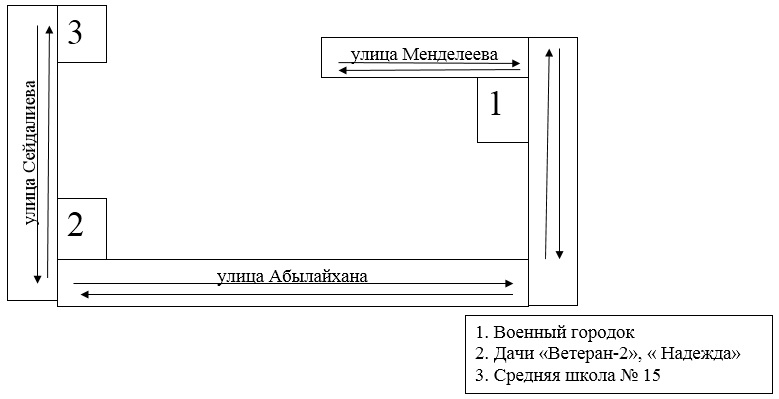 3
улица Менделеева
1
улица Сейдалиева
2
улица Абылайхана
1. Военный городок
2. Дачи «Ветеран-2», « Надежда»
3. Средняя школа № 15